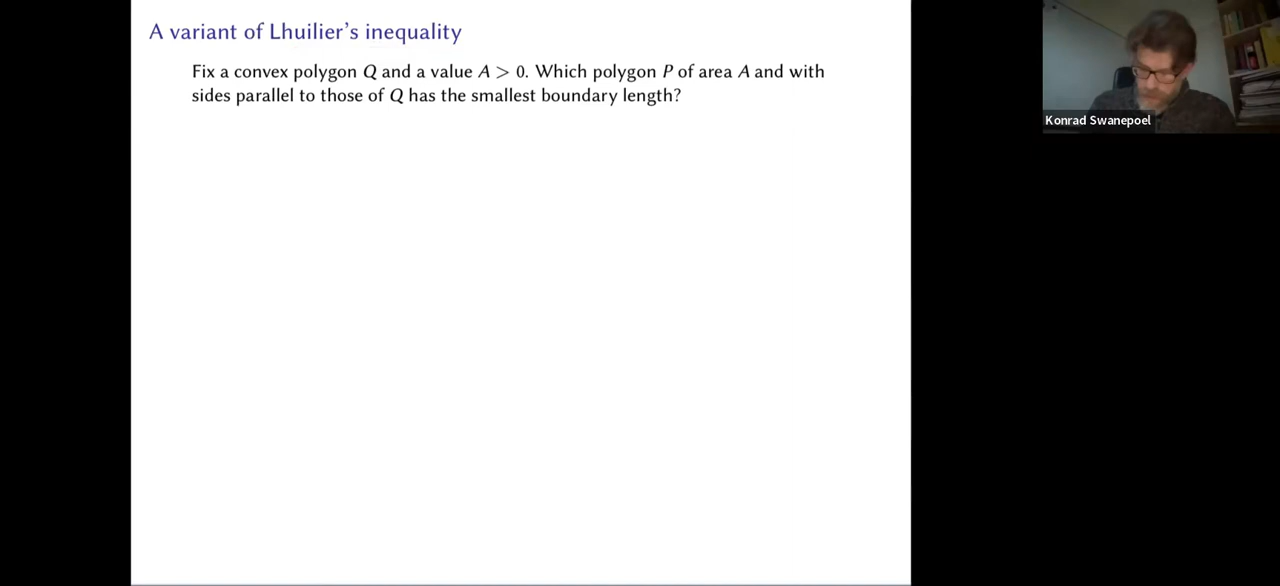 A variant of Lhuilier's inequality
Fix a convex polygon Q and a value A > 0. Which polygon P of area A and with
sides parallel to those of Q has the smallest boundary length?
Konrad Swanepoel